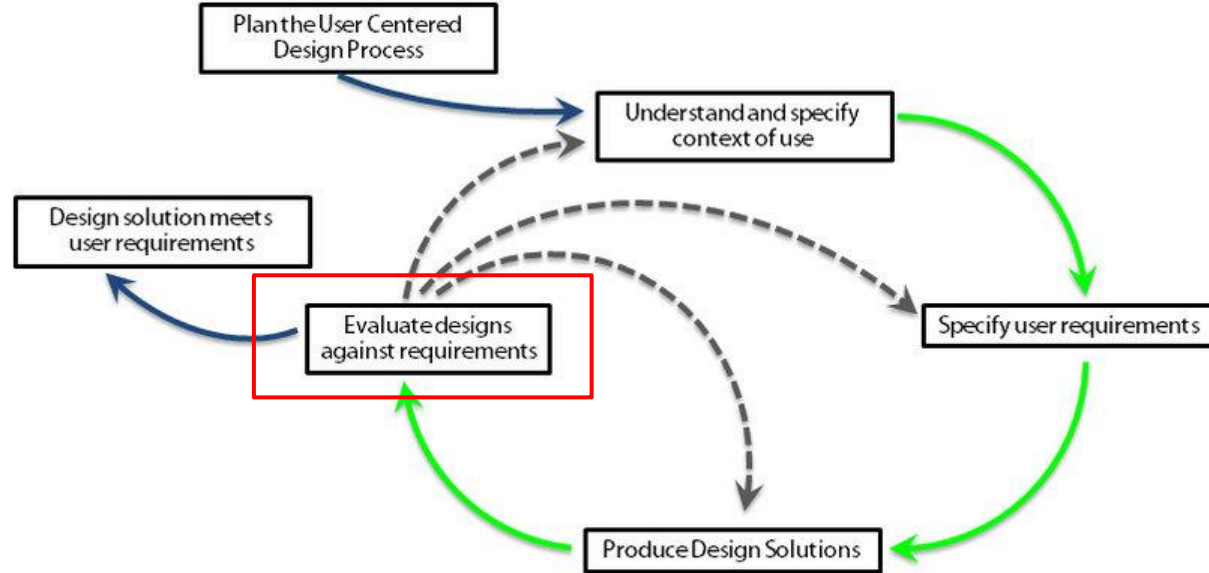 Plan the User Centered
Design Process
Understand and specify
context of use
Design solution meets
user requirements
Evaluate designs
against requirements
Specify user requirements
Produce Design Solutions